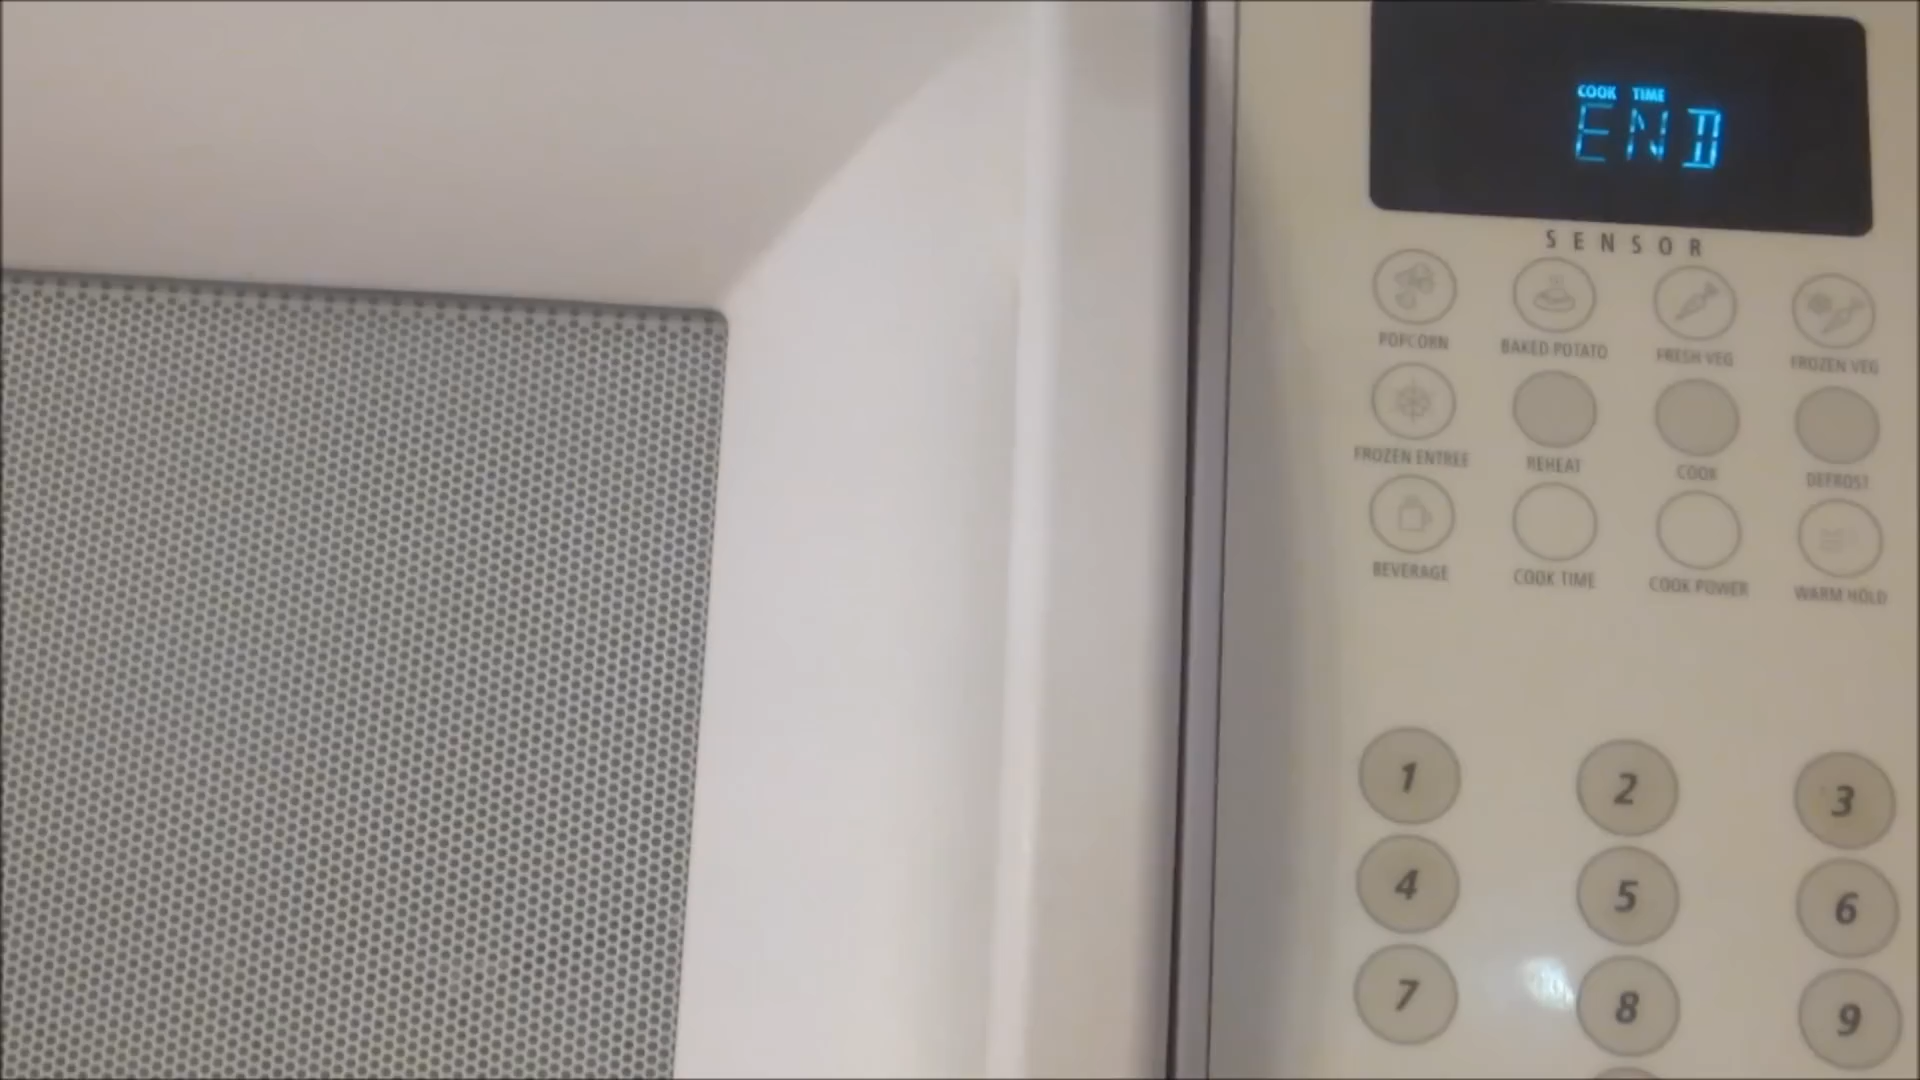 COOK TIME
END
SENSOR
POPCORN BAKED POTATO FRESH VEG FROZEN VEG
FROZEN ENTREE REHEAT COOK DEFROST
BEVERAGE COOK TIME COOK POWER WARM HOLD
1 2 3
4 5 6
7 8 9